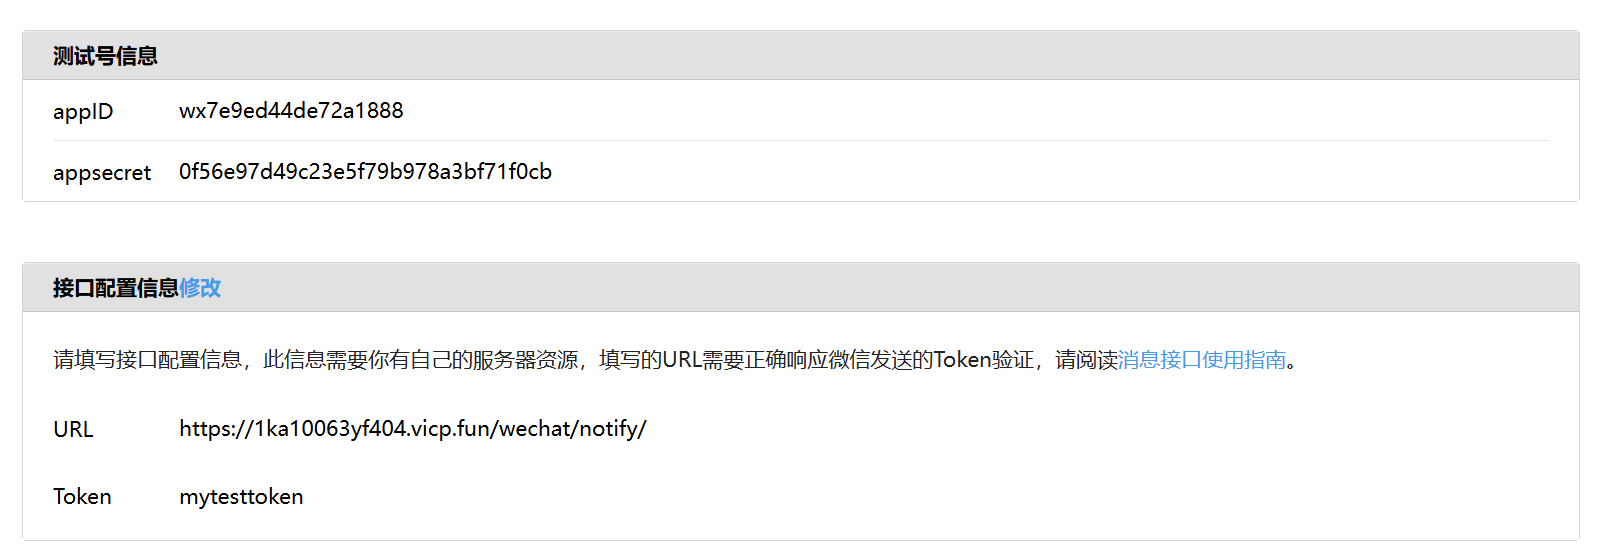 测试号信息
appID wx7e9ed44de72a1888
appsecret 0f56e97d49c23e5f79b978a3bf71f0cb
接口配置信息修改
请填写接口配置信息，此信息需要你有自己的服务器资源，填写的URL需要正确响应微信发送的Token验证，请阅读消息接口使用指南。
URL https://1ka10063yf404.vicp.fun/wechat/notify/
Token mytesttoken